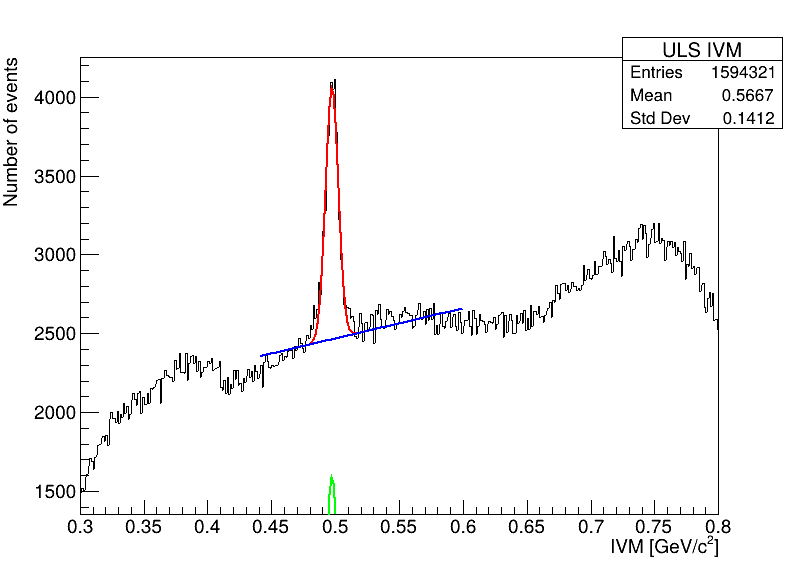 ULS IVM
Entries 1594321
Mean 0.5667
Std Dev 0.1412
Number of events
4000
3500
3000
2500
2000
1500
0.3 0.35 0.4 0.45 0.5 0.55 0.6 0.65 0.7 0.75 0.8
IVM [GeV/c²]